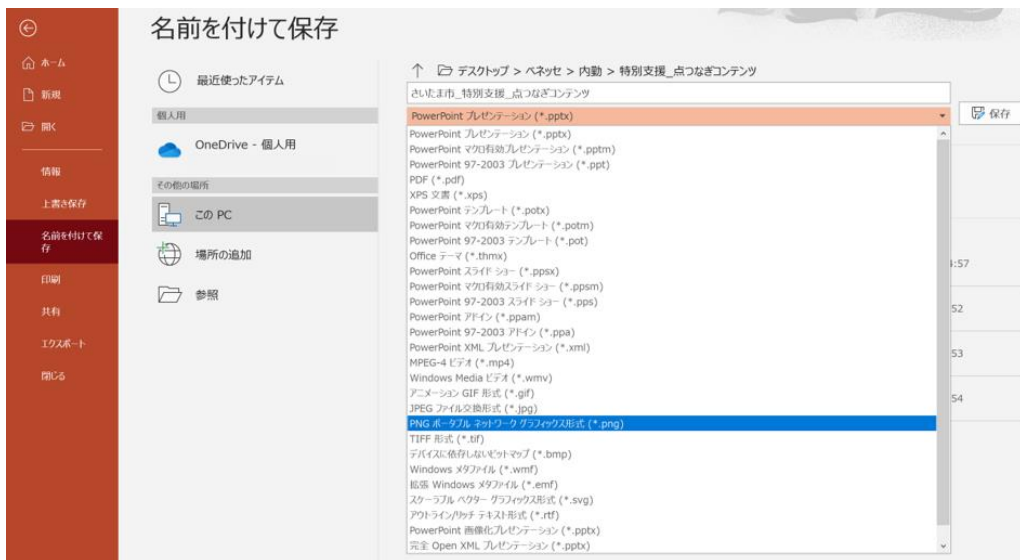 名前を付けて保存
ホーム
新規
開く
情報
上書き保存
名前を付けて保
存
印刷
共有
エクスポート
閉じる
最近使ったアイテム
個人用
OneDrive - 個人用
その他の場所
この PC
場所の追加
参照
デスクトップ > ベネッセ > 内勤 > 特別支援_点つなぎコンテンツ
さいたま市_特別支援_点つなぎコンテンツ
PowerPoint プレゼンテーション (*.pptx)
保存
PowerPoint プレゼンテーション (*.pptx)
PowerPoint マクロ有効プレゼンテーション (*.pptm)
PowerPoint 97-2003 プレゼンテーション (*.ppt)
PDF (*.pdf)
XPS 文書 (*.xps)
PowerPoint テンプレート (*.potx)
PowerPoint マクロ有効テンプレート (*.potm)
PowerPoint 97-2003 テンプレート (*.pot)
Office テーマ (*.thmx)
PowerPoint スライド ショー (*.ppsx)
PowerPoint マクロ有効スライド ショー (*.ppsm)
PowerPoint 97-2003 スライド ショー (*.pps)
PowerPoint アドイン (*.ppam)
PowerPoint 97-2003 アドイン (*.ppa)
PowerPoint XML プレゼンテーション (*.xml)
MPEG-4 ビデオ (*.mp4)
Windows Media ビデオ (*.wmv)
アニメーション GIF 形式 (*.gif)
JPEG ファイル交換形式 (*.jpg)
PNG ポータブル ネットワーク グラフィックス形式 (*.png)
TIFF 形式 (*.tif)
デバイスに依存しないビットマップ (*.bmp)
Windows メタファイル (*.wmf)
拡張 Windows メタファイル (*.emf)
スケーラブル ベクター グラフィックス形式 (*.svg)
アウトライン/リッチ テキスト形式 (*.rtf)
PowerPoint 画像化プレゼンテーション (*.pptx)
完全 Open XML プレゼンテーション (*.pptx)
:57
52
53
54